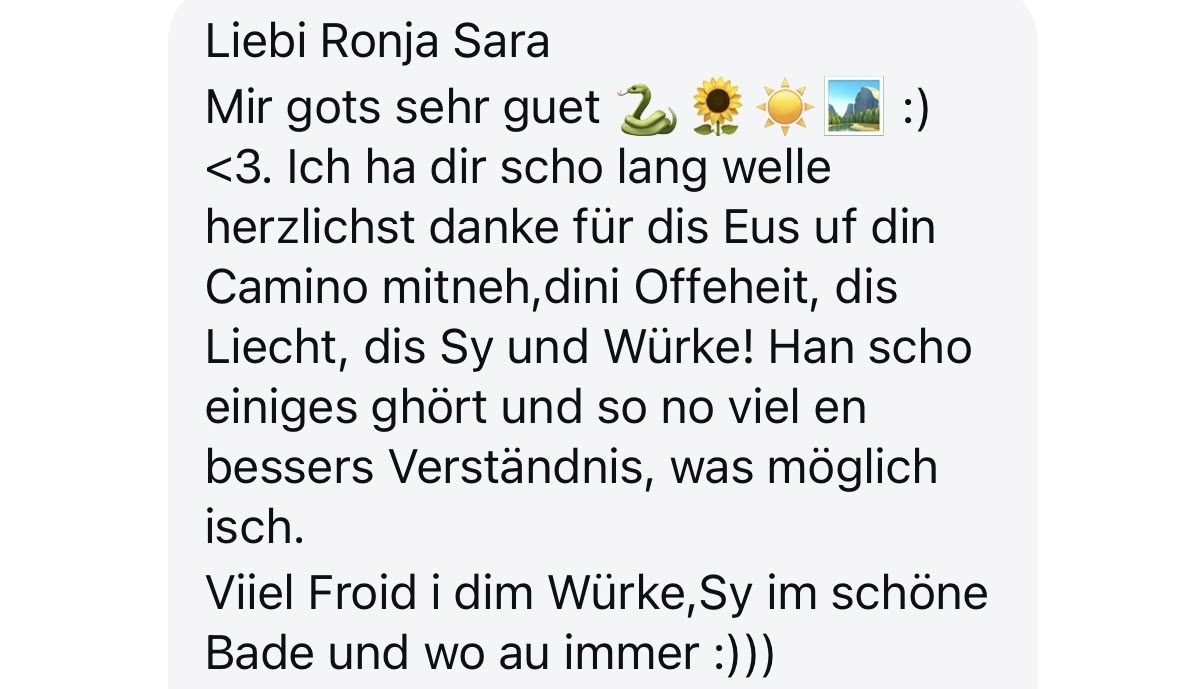 Liebi Ronja Sara
Mir gots sehr guet 🐍🌻☀️🏞️ :)
<3. Ich ha dir scho lang welle
herzlichst danke für dis Eus uf din
Camino mitneh,dini Offeheit, dis
Liecht, dis Sy und Würke! Han scho
einiges ghört und so no viel en
bessers Verständnis, was möglich
isch.
Viiel Froid i dim Würke,Sy im schöne
Bade und wo au immer :)))